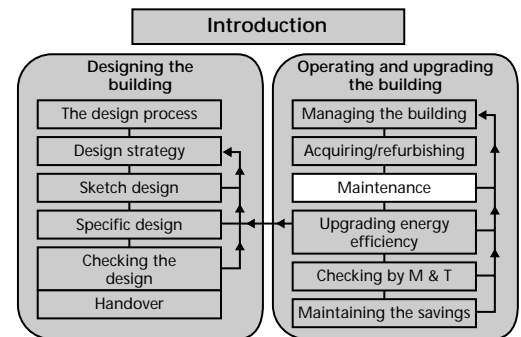 Introduction
Designing the
building
The design process
Design strategy
Sketch design
Specific design
Checking the
design
Handover
Operating and upgrading
the building
Managing the building
Acquiring/refurbishing
Maintenance
Upgrading energy
efficiency
Checking by M & T
Maintaining the savings